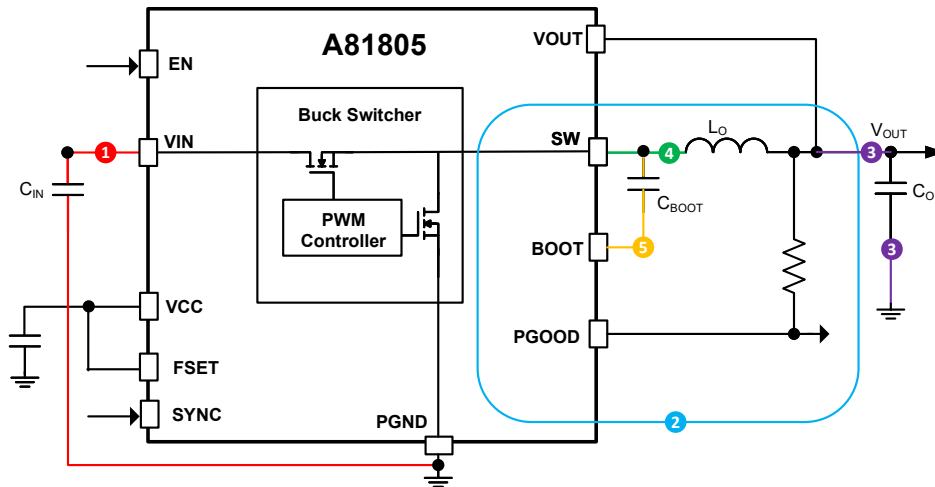 A81805
EN
VIN
VCC
FSET
SYNC
PGND
VOUT
SW
BOOT
PGOOD
Buck Switcher
PWM
Controller
1
CIN
4
LO
CBOOT
5
3
VOUT
CO
3
2